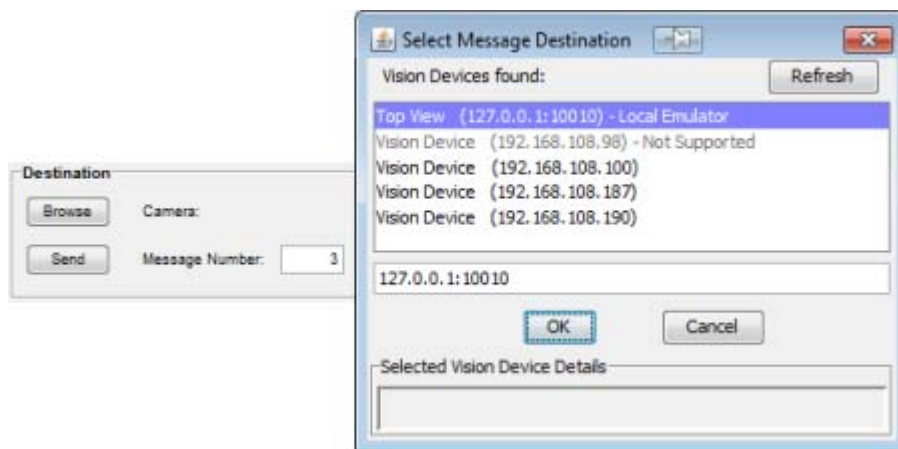 Destination
Browse Camera:
Send Message Number: 3
Select Message Destination
Vision Devices found: Refresh
Top View (127.0.0.1:10010) - Local Emulator
Vision Device (192.168.108.98) - Not Supported
Vision Device (192.168.108.100)
Vision Device (192.168.108.187)
Vision Device (192.168.108.190)
127.0.0.1:10010
OK Cancel
Selected Vision Device Details